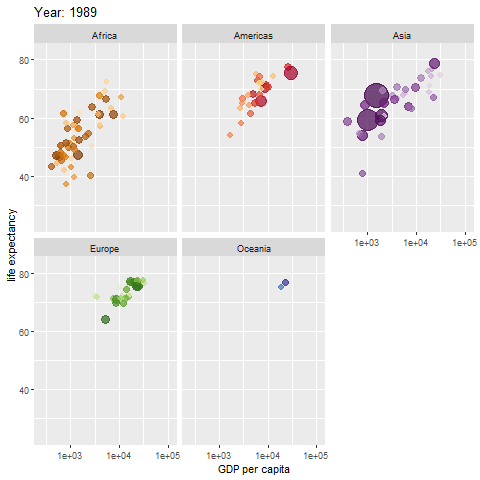 Year: 1989
Africa
Americas
Asia
80
60
40
1e+03 1e+04 1e+05
Europe
Oceania
80
60
40
1e+03 1e+04 1e+05
1e+03 1e+04 1e+05
life expectancy
GDP per capita